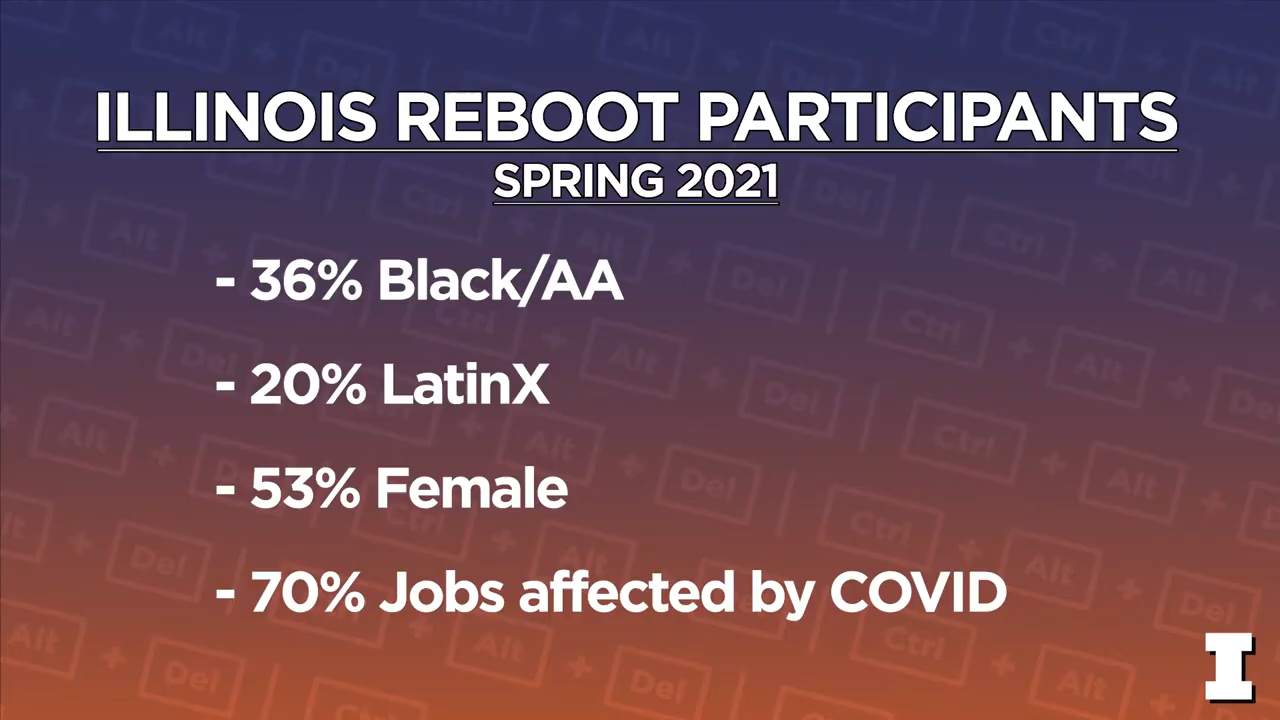 ILLINOIS REBOOT PARTICIPANTS
SPRING 2021
- 36% Black/AA
- 20% LatinX
- 53% Female
- 70% Jobs affected by COVID
I